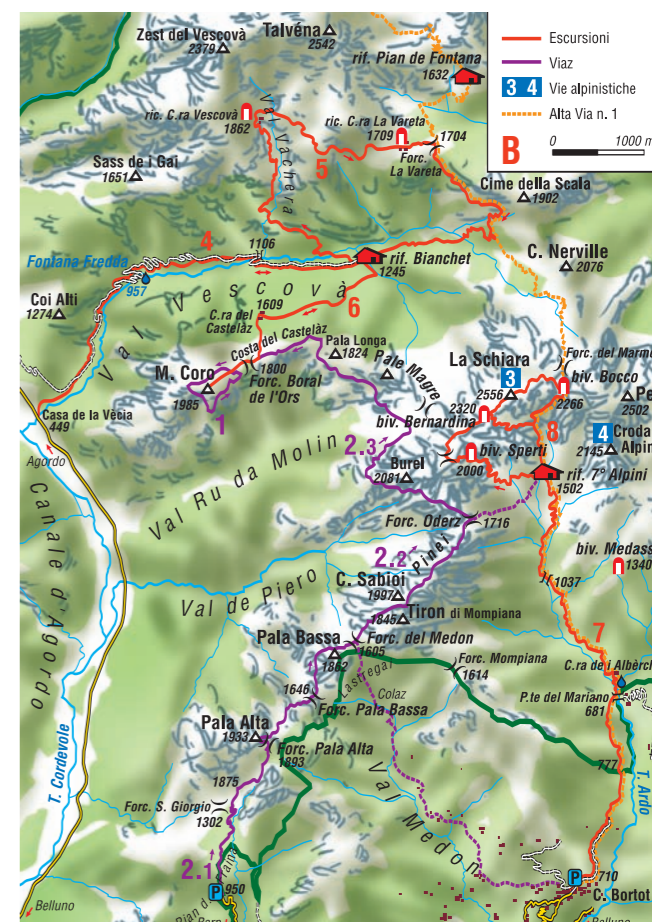 Zest del Vescovà
2379
Talvéna
2542
rif. Pian de Fontana
1632
Escursioni
Viaz
3 4 Vie alpinistiche
Alta Via n. 1
B
0 1000 m
ric. C.ra Vescovà
1862
Val Vachera
ric. C.ra La Vareta
1709
1704
Forc.
La Vareta
5
Sass de i Gai
1651
Cime della Scala
1902
4
1106
rif. Bianchet
1245
Fontana Fredda
957
C. Nerville
2076
Coi Alti
1274
Val Vescovà
1609
C.ra del
Castelàz
6
Costa del Castelàz
Pala Longa
1824
La Schiara
3
2556
Forc. del Marmo
biv. Bocco
2266
M. Coro
1985
1800
Forc. Boral
de l'Ors
Pale Magre
2320
biv. Bernardina
Pe
2502
1
Casa de la Vècia
449
Agordo
2.3
8
4
Croda
Alpin
2145
biv. Sperti
2000
Burel
2081
rif. 7° Alpini
1502
Val Ru da Molin
Canale d'Agordo
Forc. Oderz
1716
2.2
Pinei
biv. Medass
1340
1037
Val de Piero
C. Sabioi
1997
1845
Tiron di Mompiana
7
Pala Bassa
1862
Forc. del Medon
1605
Lastregal
Forc. Mompiana
1614
C.ra de i Albèrch
Colaz
1646
Forc. Pala Bassa
P.te del Mariano
681
Pala Alta
1933
Forc. Pala Alta
1893
777
T. Cordevole
1875
Val Medon
T. Ardo
Forc. S. Giorgio
1302
2.1
P
950
P
710
C. Bortot
Belluno
Belluno